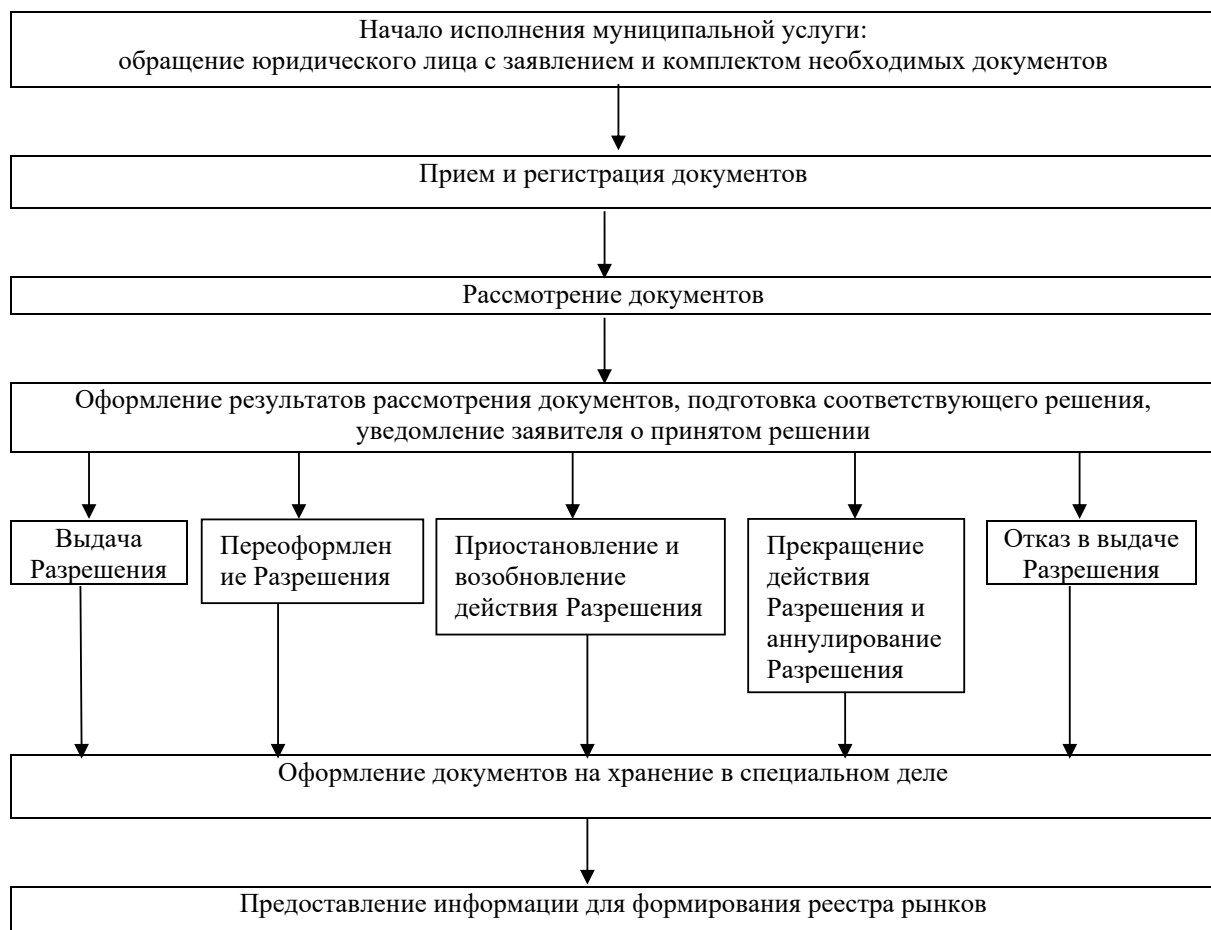 Начало исполнения муниципальной услуги:
обращение юридического лица с заявлением и комплектом необходимых документов
Прием и регистрация документов
Рассмотрение документов
Оформление результатов рассмотрения документов, подготовка соответствующего решения,
уведомление заявителя о принятом решении
Выдача
Разрешения
Переоформлен
ие Разрешения
Приостановление и
возобновление
действия Разрешения
Прекращение
действия
Разрешения и
аннулирование
Разрешения
Отказ в выдаче
Разрешения
Оформление документов на хранение в специальном деле
Предоставление информации для формирования реестра рынков